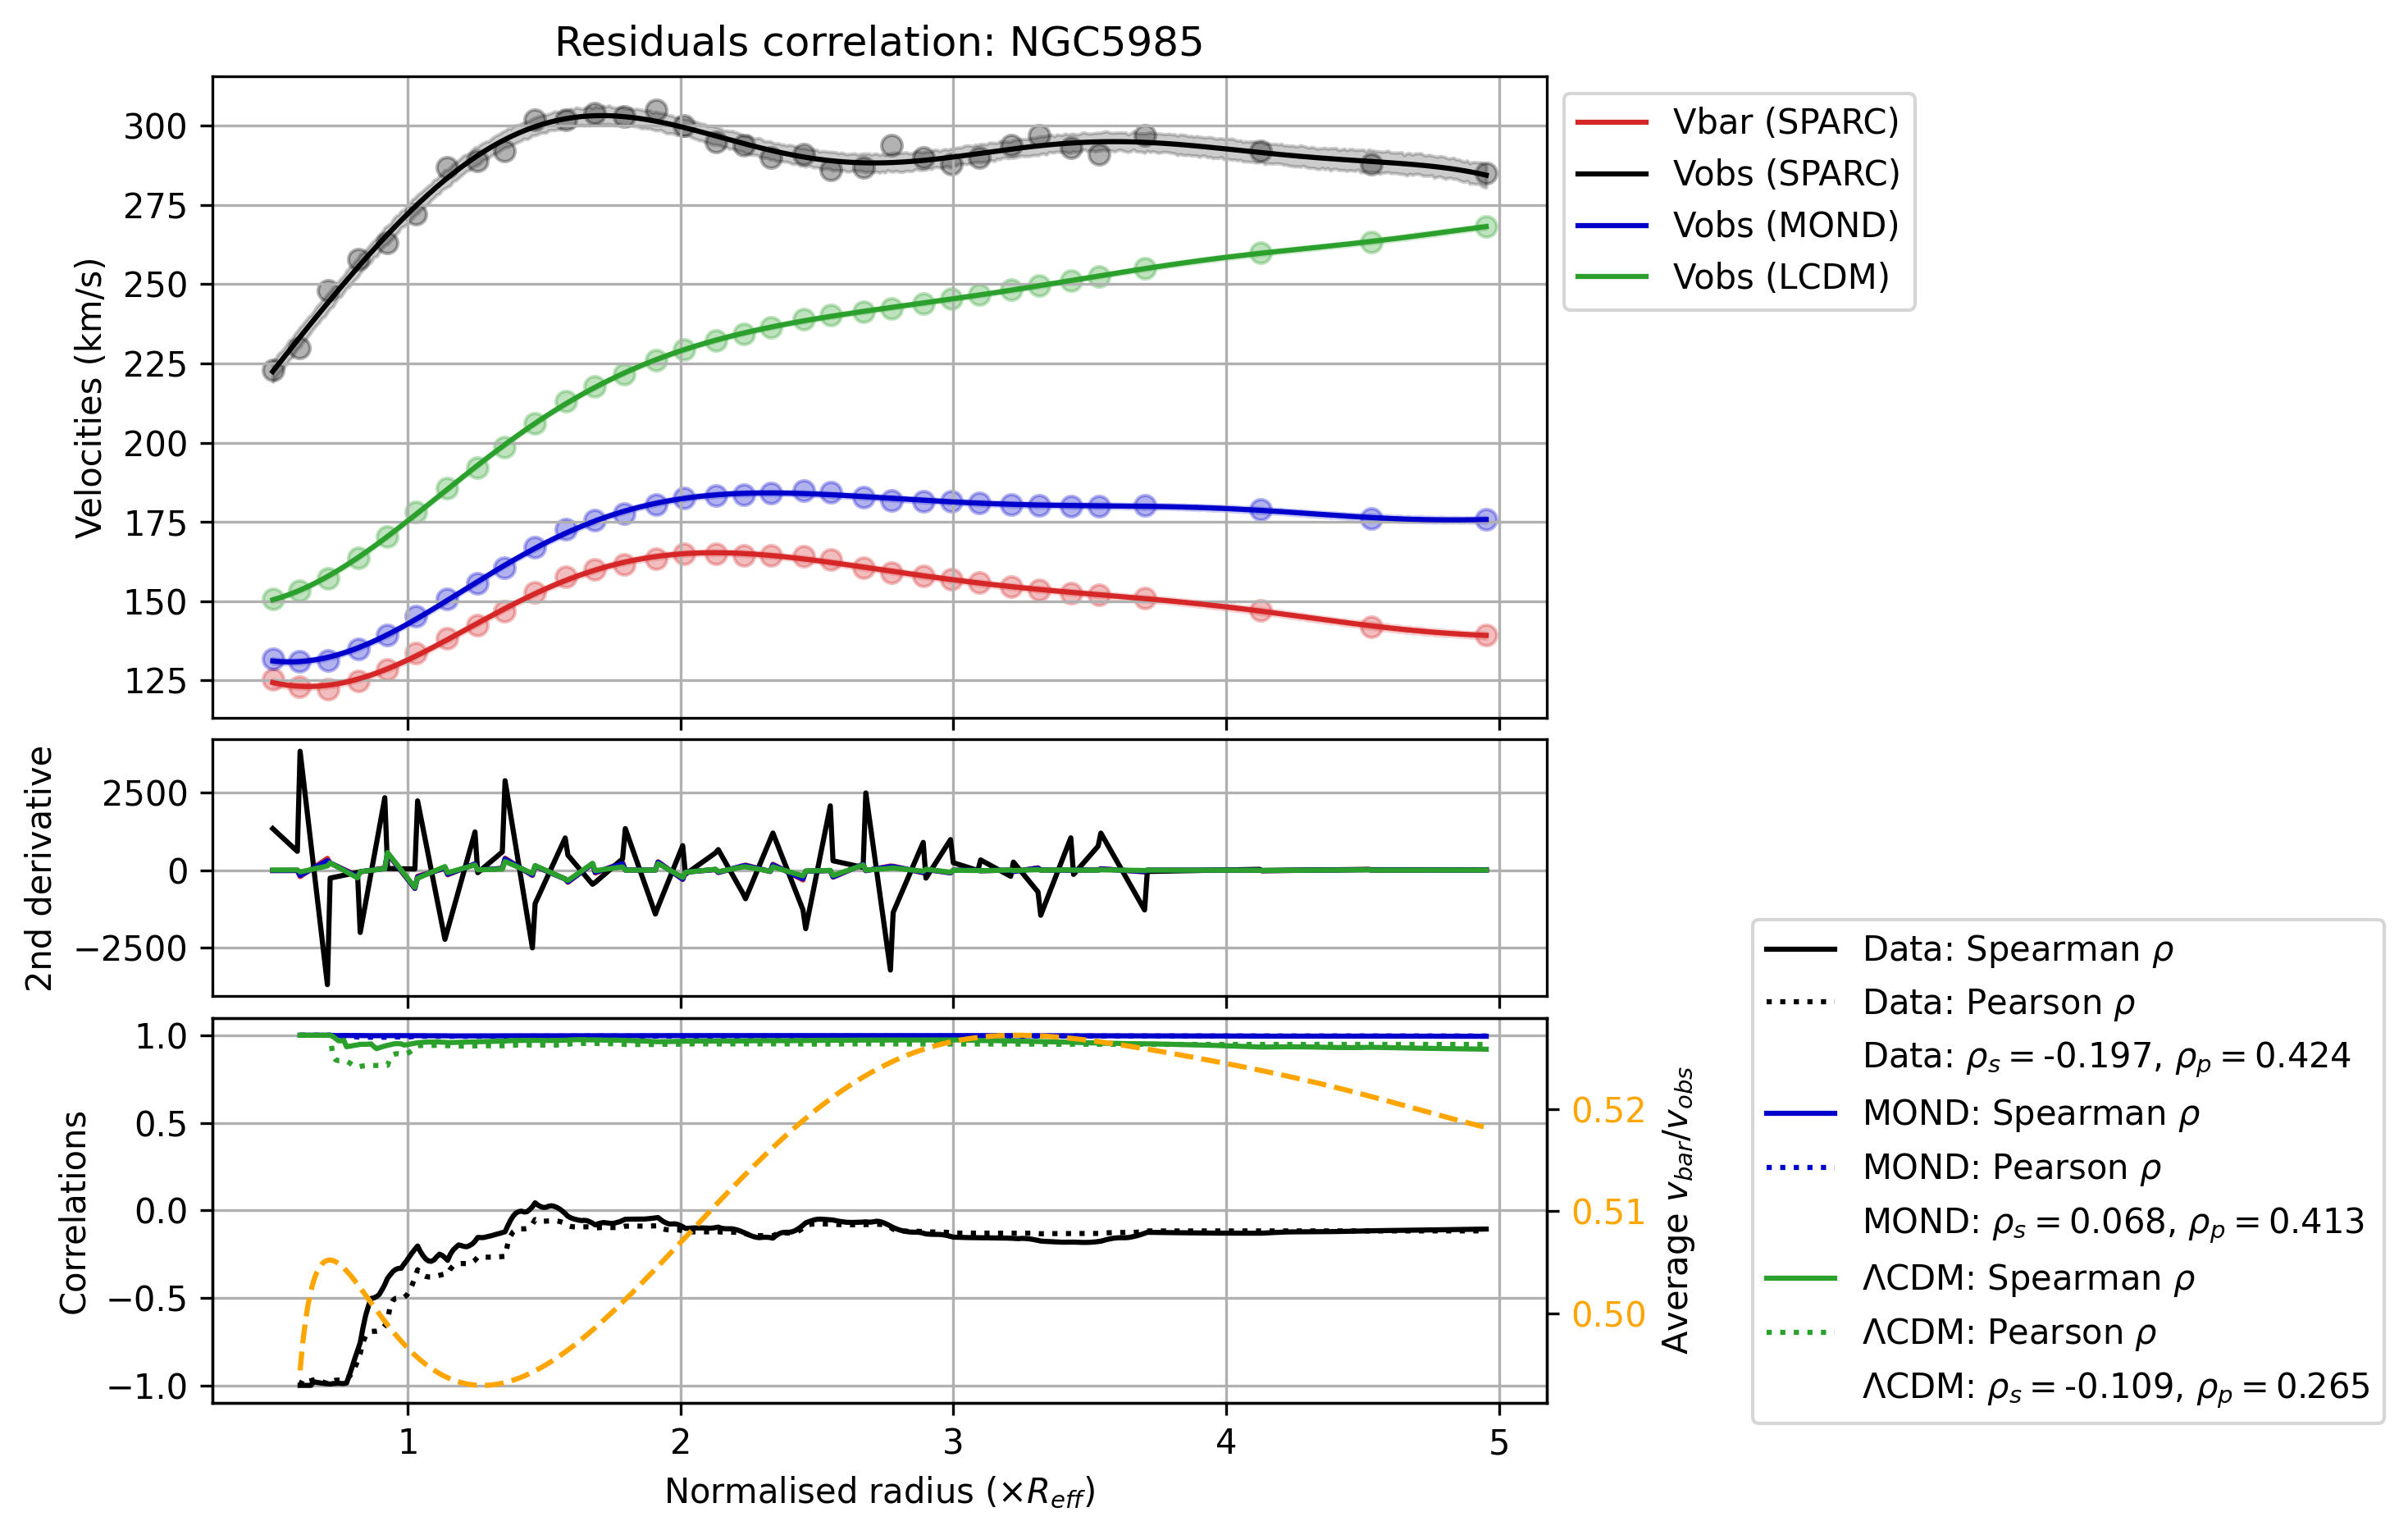 Residuals correlation: NGC5985
Velocities (km/s)
300
275
250
225
200
175
150
125
Vbar (SPARC)
Vobs (SPARC)
Vobs (MOND)
Vobs (LCDM)
2nd derivative
2500
0
−2500
Correlations
1.0
0.5
0.0
−0.5
−1.0
0.52
0.51
0.50
Average v_bar/v_obs
1 2 3 4 5
Normalised radius (×R_eff)
Data: Spearman ρ
Data: Pearson ρ
Data: ρ_s = -0.197, ρ_p = 0.424
MOND: Spearman ρ
MOND: Pearson ρ
MOND: ρ_s = 0.068, ρ_p = 0.413
ΛCDM: Spearman ρ
ΛCDM: Pearson ρ
ΛCDM: ρ_s = -0.109, ρ_p = 0.265